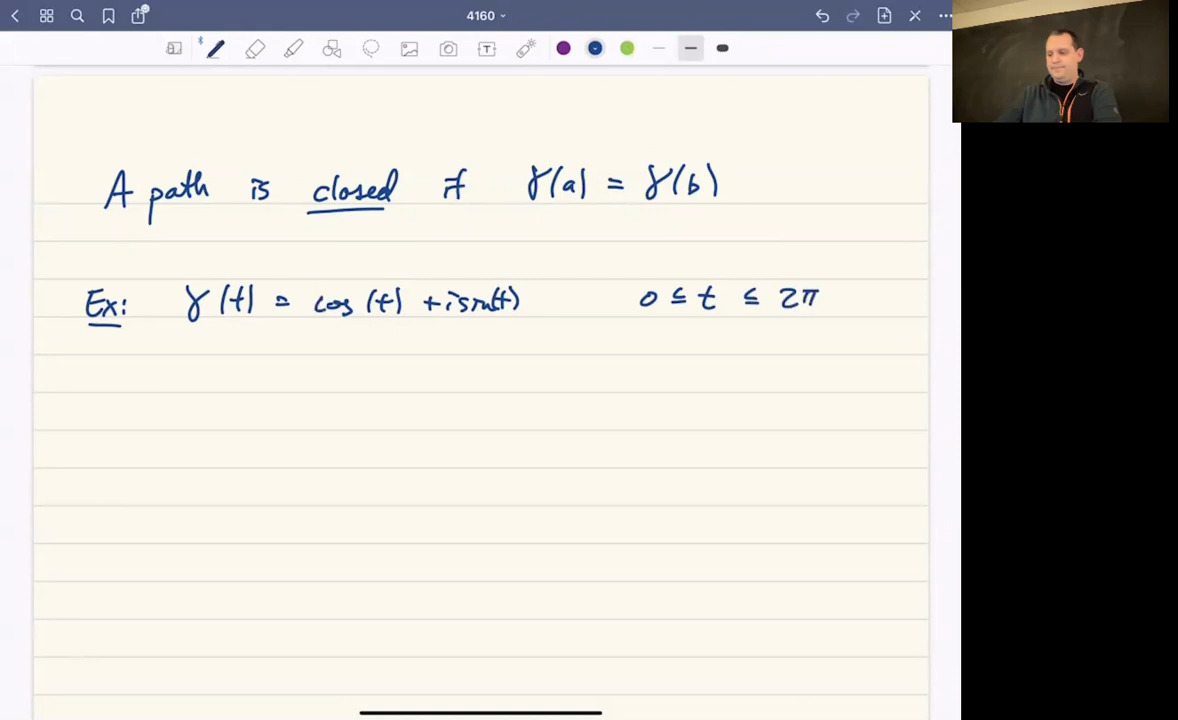 4160
A path is closed if γ(a) = γ(b)
Ex: γ(t) = cos(t) + i sin(t) 0 ≤ t ≤ 2π